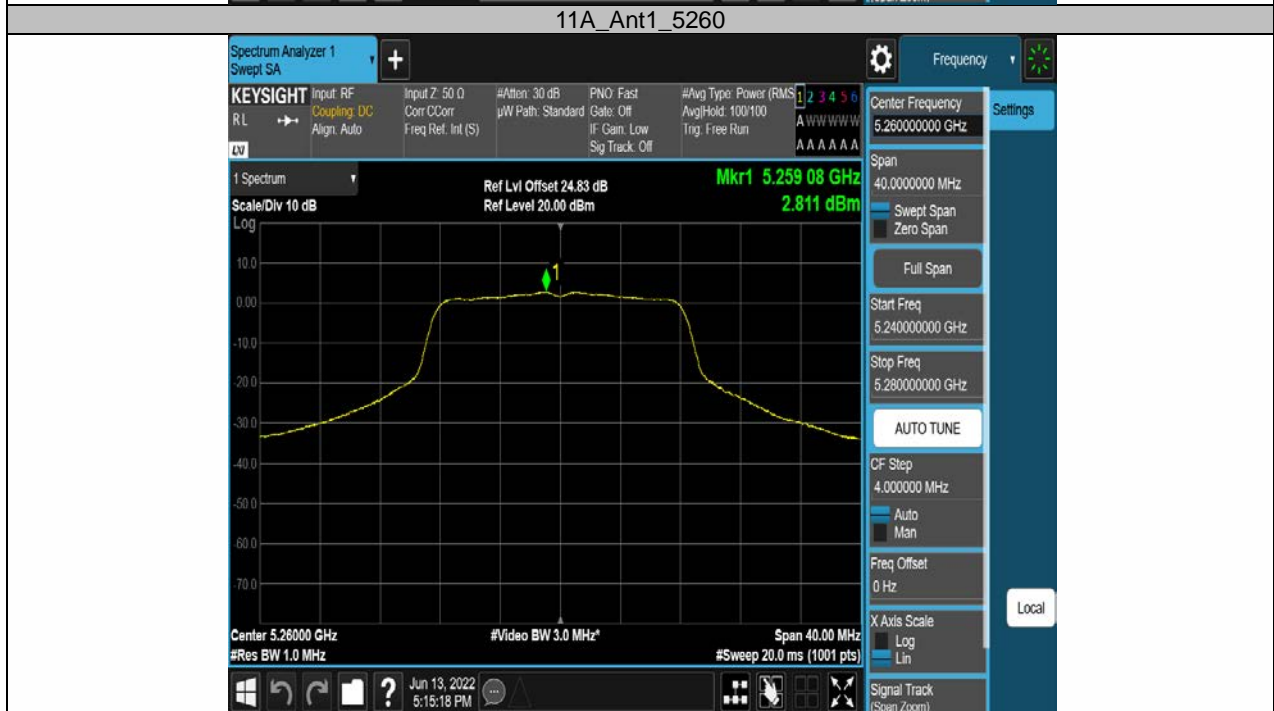 11A_Ant1_5260
Spectrum Analyzer 1
Swept SA
+
Frequency
KEYSIGHT
RL
Input: RF
Coupling: DC
Align: Auto
Input Z: 50 Ω
Corr CCorr
Freq Ref: Int (S)
#Atten: 30 dB
µW Path: Standard
PNO: Fast
Gate: Off
IF Gain: Low
Sig Track: Off
#Avg Type: Power (RMS
Avg|Hold: 100/100
Trig: Free Run
1 2 3 4 5 6
A W W W W W
A A A A A A
LXI
1 Spectrum
Scale/Div 10 dB
Log
Ref Lvl Offset 24.83 dB
Ref Level 20.00 dBm
Mkr1 5.259 08 GHz
2.811 dBm
10.0
0.00
-10.0
-20.0
-30.0
-40.0
-50.0
-60.0
-70.0
1
Center 5.26000 GHz
#Res BW 1.0 MHz
#Video BW 3.0 MHz*
Span 40.00 MHz
#Sweep 20.0 ms (1001 pts)
Center Frequency
5.260000000 GHz
Settings
Span
40.0000000 MHz
Swept Span
Zero Span
Full Span
Start Freq
5.240000000 GHz
Stop Freq
5.280000000 GHz
AUTO TUNE
CF Step
4.000000 MHz
Auto
Man
Freq Offset
0 Hz
X Axis Scale
Log
Lin
Local
Signal Track
(Span Zoom)
?
Jun 13, 2022
5:15:18 PM